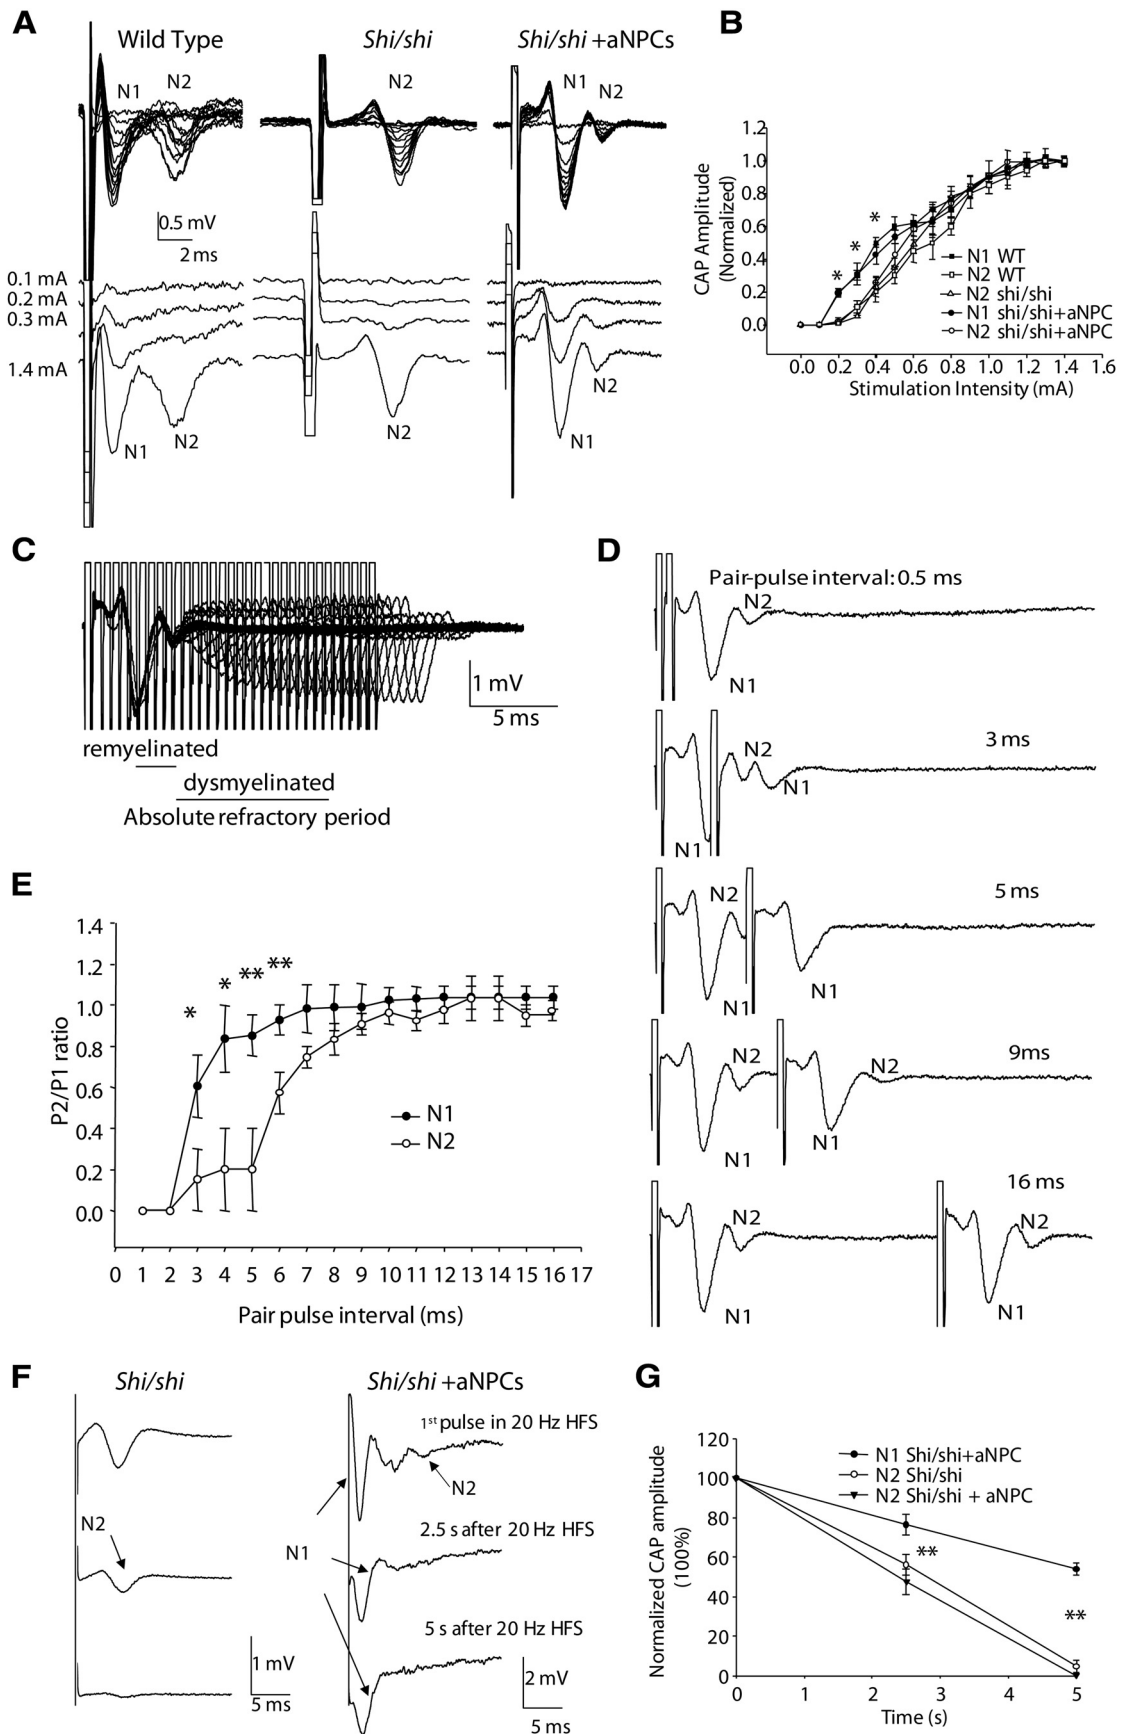 A
Wild Type
Shi/shi
Shi/shi +aNPCs
N1
N2
N2
N1
N2
0.5 mV
2 ms
0.1 mA
0.2 mA
0.3 mA
1.4 mA
N1
N2
N2
N2
N1
B
CAP Amplitude
(Normalized)
1.2
1.0
0.8
0.6
0.4
0.2
0.0
*
*
*
N1 WT
N2 WT
N2 shi/shi
N1 shi/shi+aNPC
N2 shi/shi+aNPC
0.0 0.2 0.4 0.6 0.8 1.0 1.2 1.4 1.6
Stimulation Intensity (mA)
C
1 mV
5 ms
remyelinated
dysmyelinated
Absolute refractory period
D
Pair-pulse interval: 0.5 ms
N2
N1
3 ms
N2
N1
N1
5 ms
N2
N1
N1
9ms
N2
N2
N1
N1
16 ms
N2
N2
N1
N1
E
P2/P1 ratio
1.4
1.2
1.0
0.8
0.6
0.4
0.2
0.0
*
*
**
**
N1
N2
0 1 2 3 4 5 6 7 8 9 10 11 12 13 14 15 16 17
Pair pulse interval (ms)
F
Shi/shi
Shi/shi +aNPCs
1st pulse in 20 Hz HFS
N2
N2
2.5 s after 20 Hz HFS
N1
5 s after 20 Hz HFS
1 mV
5 ms
2 mV
5 ms
G
Normalized CAP amplitude
(100%)
120
100
80
60
40
20
0
N1 Shi/shi+aNPC
N2 Shi/shi
N2 Shi/shi + aNPC
**
**
0 1 2 3 4 5
Time (s)